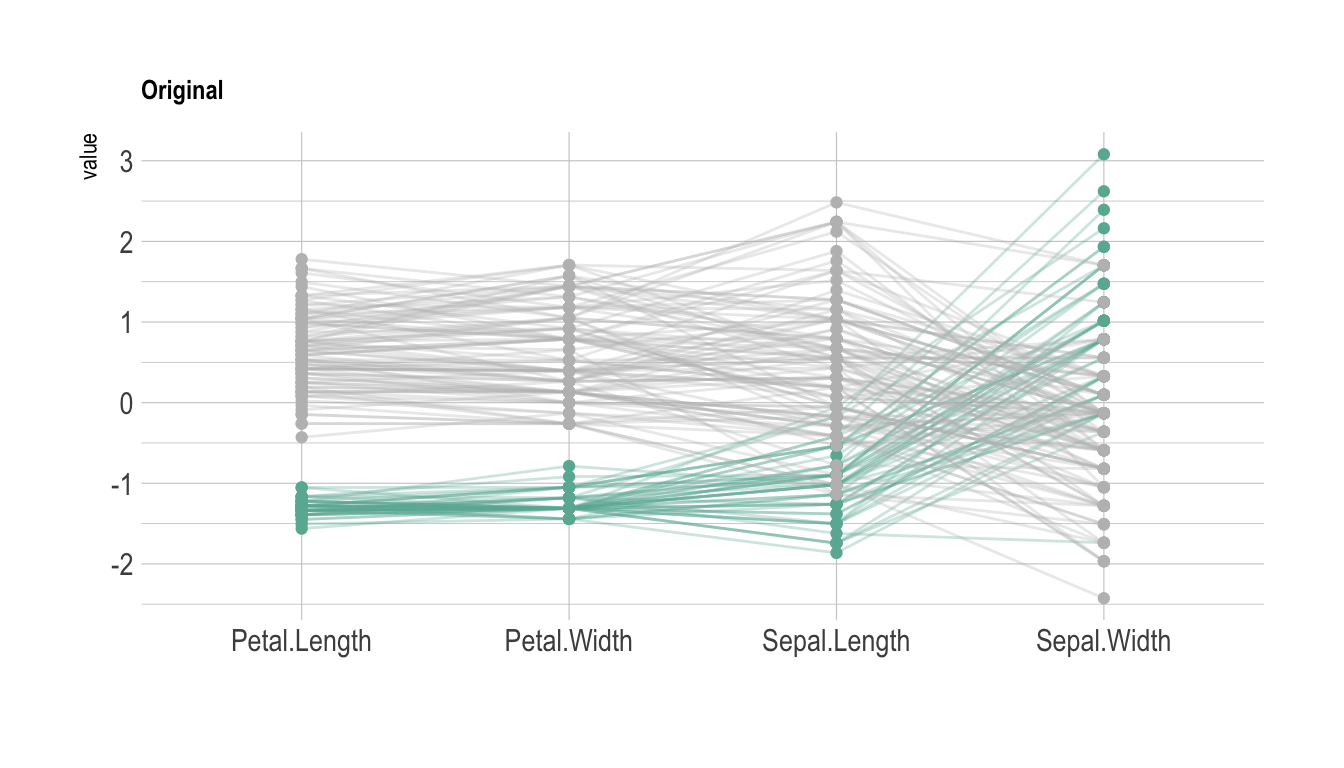 Original
value
3
2
1
0
-1
-2
Petal.Length
Petal.Width
Sepal.Length
Sepal.Width